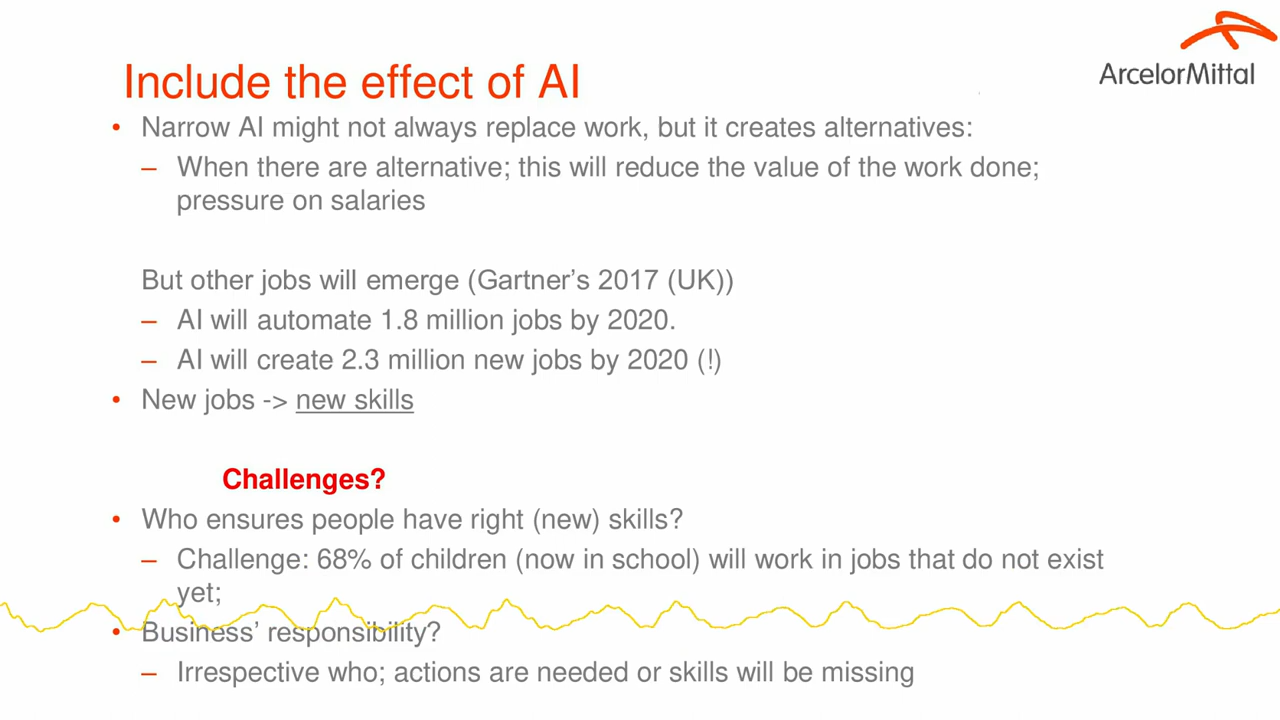 ArcelorMittal
Include the effect of AI
• Narrow AI might not always replace work, but it creates alternatives:
– When there are alternative; this will reduce the value of the work done;
pressure on salaries
But other jobs will emerge (Gartner's 2017 (UK))
– AI will automate 1.8 million jobs by 2020.
– AI will create 2.3 million new jobs by 2020 (!)
• New jobs -> new skills
Challenges?
• Who ensures people have right (new) skills?
– Challenge: 68% of children (now in school) will work in jobs that do not exist
yet;
• Business' responsibility?
– Irrespective who; actions are needed or skills will be missing